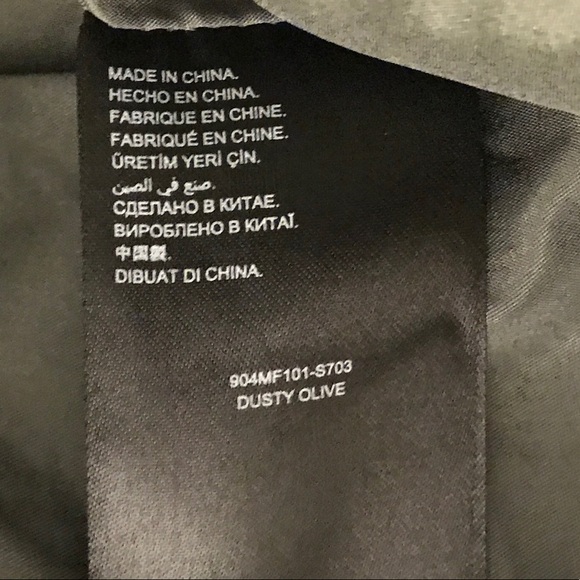 MADE IN CHINA.
HECHO EN CHINA.
FABRIQUE EN CHINE.
FABRIQUÉ EN CHINE.
ÜRETİM YERİ ÇİN.
صنع في الصين.
СДЕЛАНО В КИТАЕ.
ВИРОБЛЕНО В КИТАЇ.
中国製.
DIBUAT DI CHINA.
904MF101-S703
DUSTY OLIVE